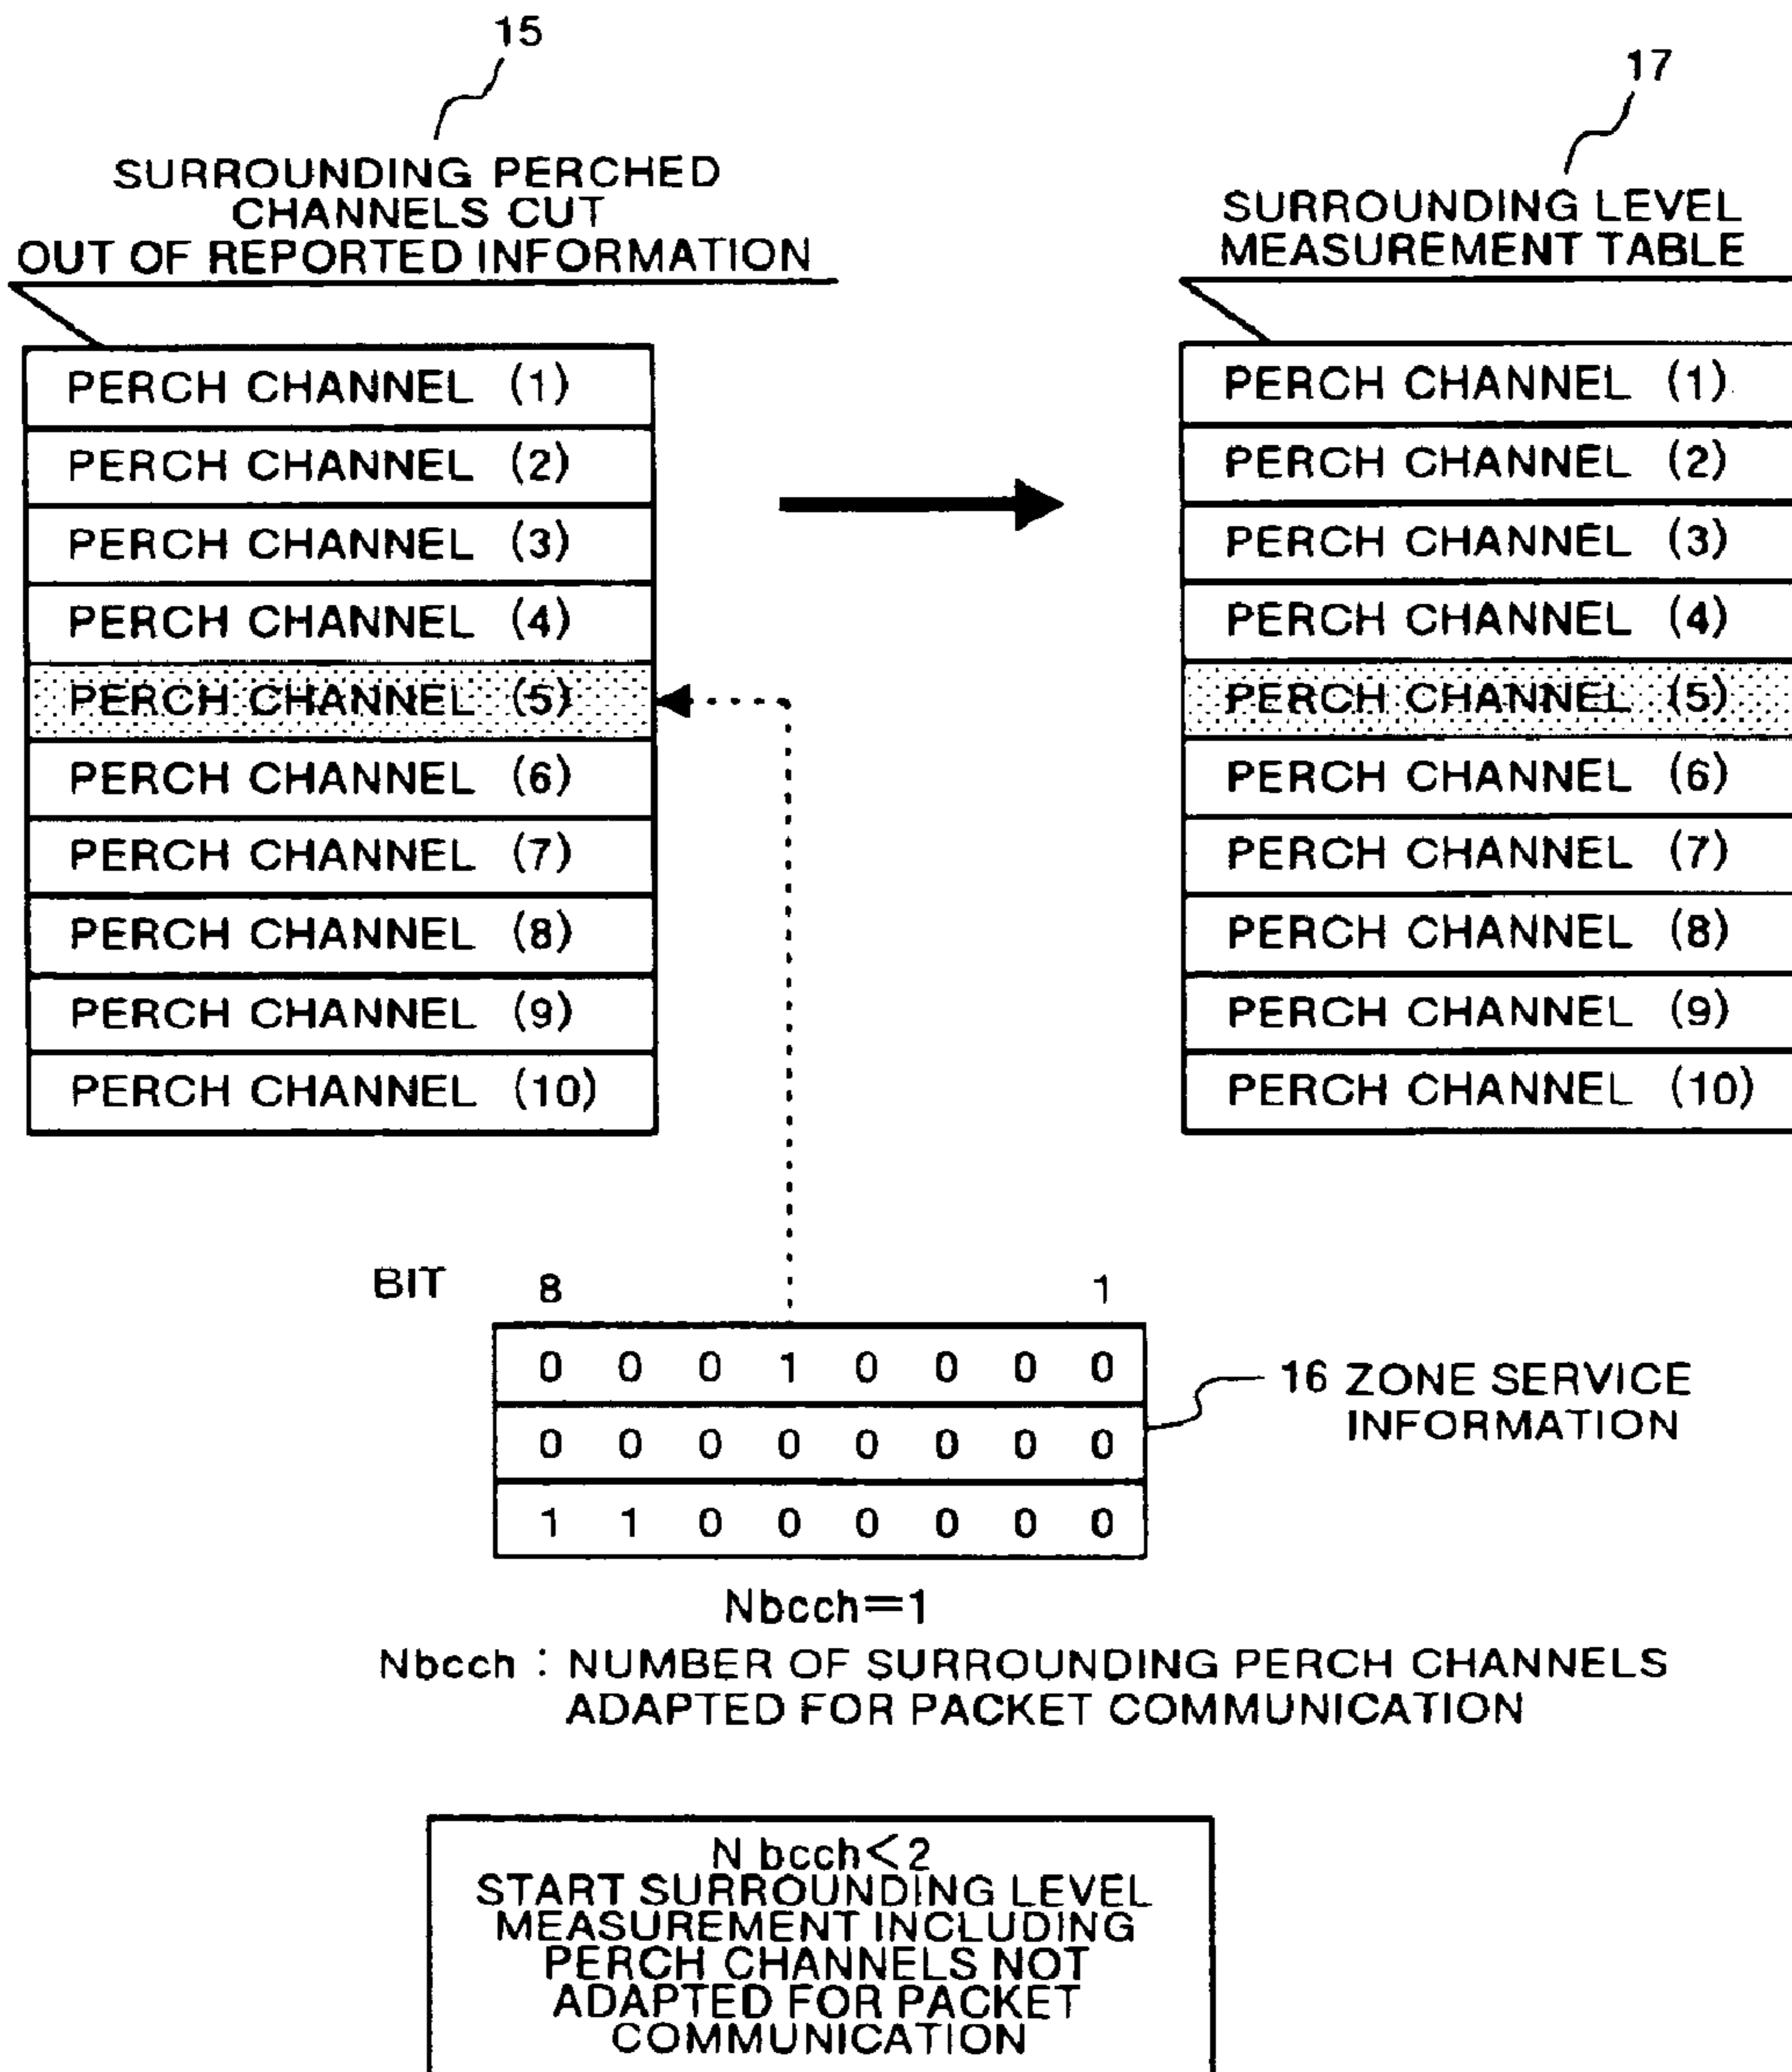 15
SURROUNDING PERCHED
CHANNELS CUT
OUT OF REPORTED INFORMATION
PERCH CHANNEL (1)
PERCH CHANNEL (2)
PERCH CHANNEL (3)
PERCH CHANNEL (4)
PERCH CHANNEL (5)
PERCH CHANNEL (6)
PERCH CHANNEL (7)
PERCH CHANNEL (8)
PERCH CHANNEL (9)
PERCH CHANNEL (10)
17
SURROUNDING LEVEL
MEASUREMENT TABLE
PERCH CHANNEL (1)
PERCH CHANNEL (2)
PERCH CHANNEL (3)
PERCH CHANNEL (4)
PERCH CHANNEL (5)
PERCH CHANNEL (6)
PERCH CHANNEL (7)
PERCH CHANNEL (8)
PERCH CHANNEL (9)
PERCH CHANNEL (10)
BIT 8 1
0 0 0 1 0 0 0 0
0 0 0 0 0 0 0 0
1 1 0 0 0 0 0 0
16 ZONE SERVICE
INFORMATION
Nbcch=1
Nbcch : NUMBER OF SURROUNDING PERCH CHANNELS
ADAPTED FOR PACKET COMMUNICATION
N bcch<2
START SURROUNDING LEVEL
MEASUREMENT INCLUDING
PERCH CHANNELS NOT
ADAPTED FOR PACKET
COMMUNICATION